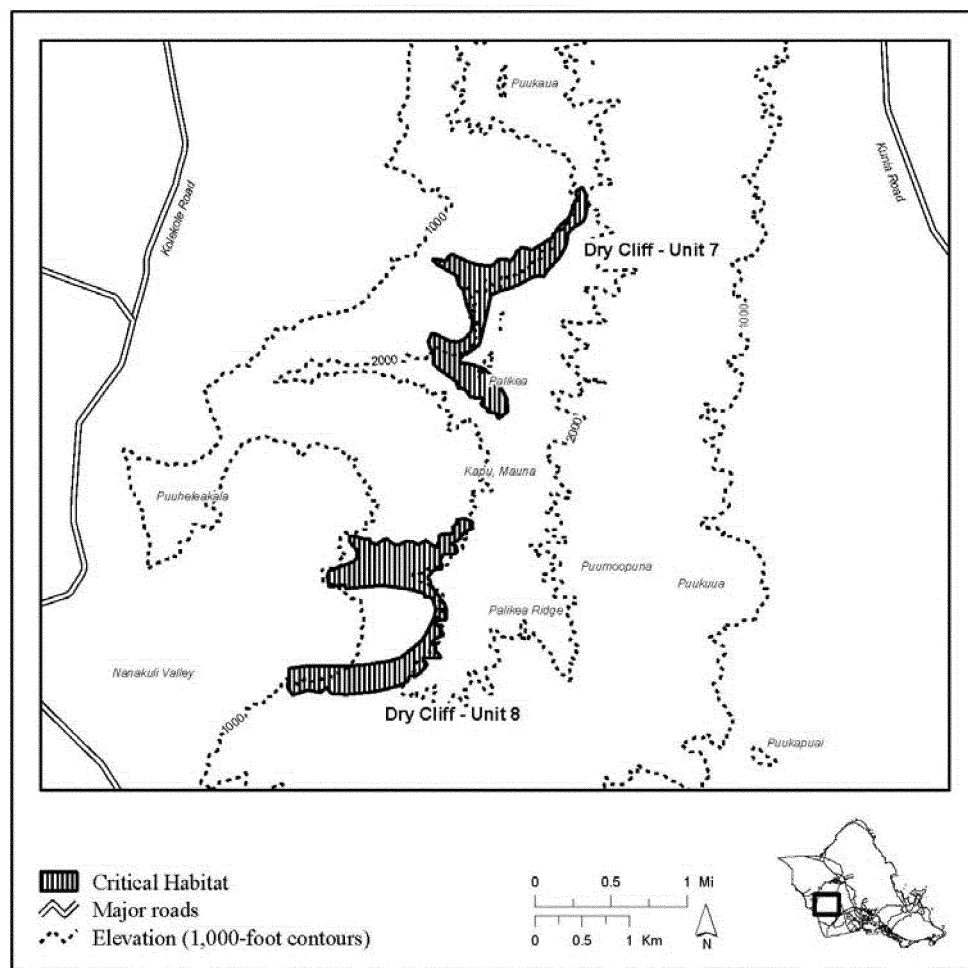 Puukaua
Kolekole Road
Kunia Road
1000
Dry Cliff - Unit 7
1000
2000
Palikea
2000
Kapu, Mauna
Puuheleakala
Puumoopuna
Puukuua
Palikea Ridge
Nanakuli Valley
1000
Dry Cliff - Unit 8
Puukapuai
Critical Habitat
Major roads
Elevation (1,000-foot contours)
0 0.5 1 Mi
0 0.5 1 Km
N